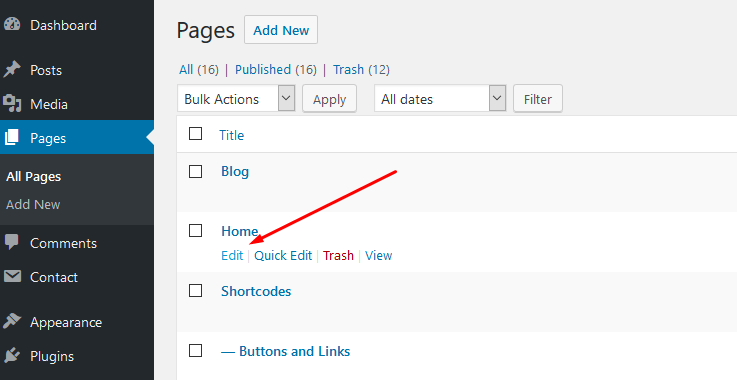 Dashboard
Posts
Media
Pages
All Pages
Add New
Comments
Contact
Appearance
Plugins
Pages Add New
All (16) | Published (16) | Trash (12)
Bulk Actions Apply All dates Filter
Title
Blog
Home
Edit | Quick Edit | Trash | View
Shortcodes
— Buttons and Links